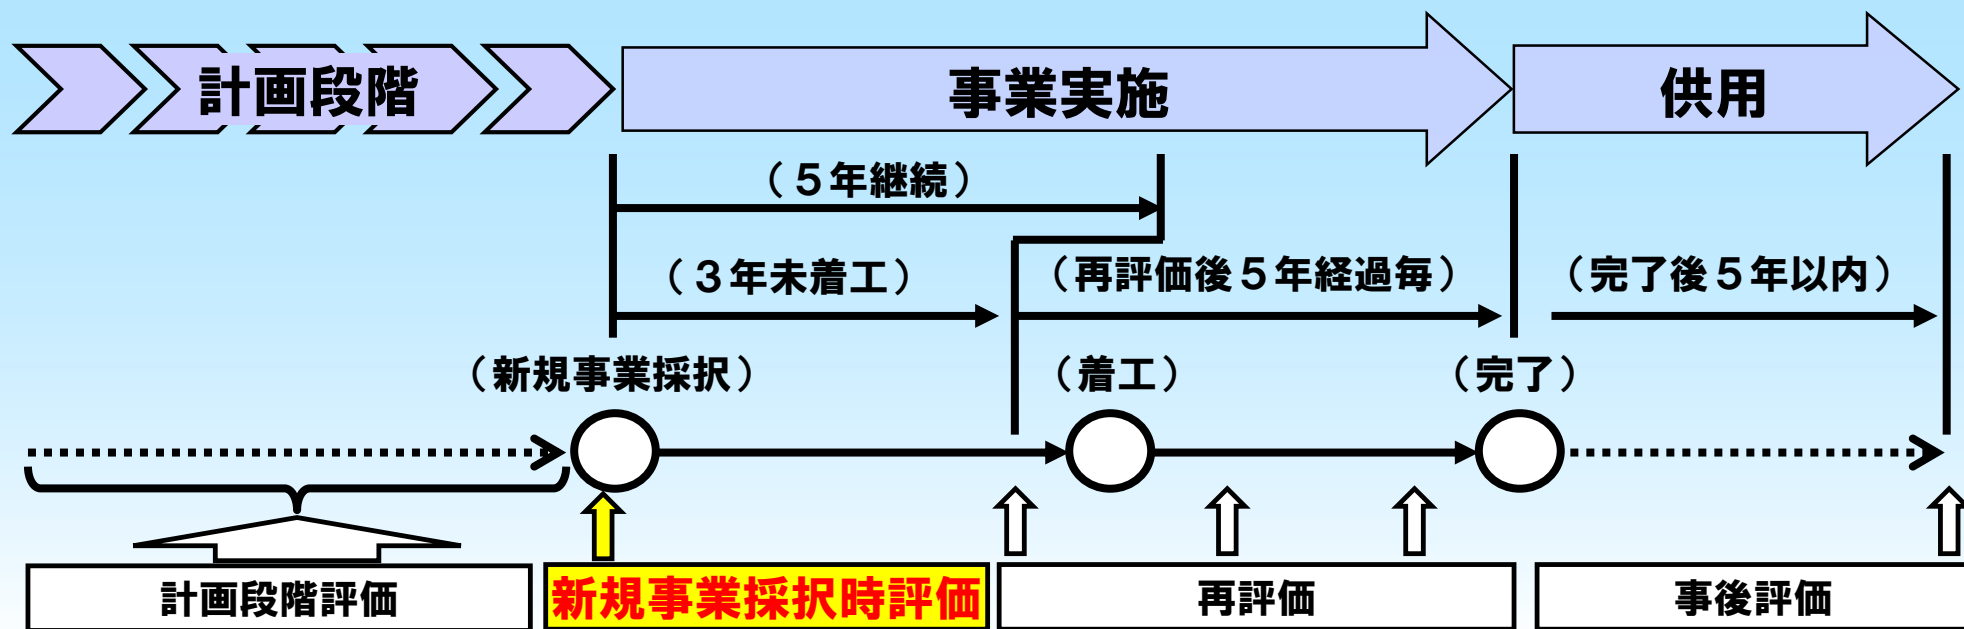 計画段階
事業実施
供用
（５年継続）
（３年未着工）
（再評価後５年経過毎）
（完了後５年以内）
（新規事業採択）
（着工）
（完了）
計画段階評価
新規事業採択時評価
再評価
事後評価